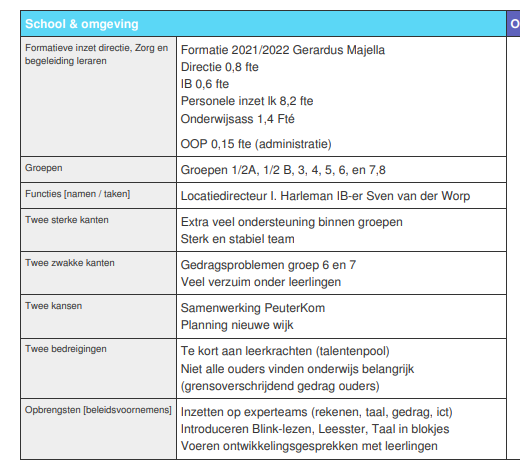 School & omgeving
O
Formatieve inzet directie, Zorg en
begeleiding leraren
Formatie 2021/2022 Gerardus Majella
Directie 0,8 fte
IB 0,6 fte
Personele inzet lk 8,2 fte
Onderwijsass 1,4 Fté
OOP 0,15 fte (administratie)
Groepen
Groepen 1/2A, 1/2 B, 3, 4, 5, 6, en 7,8
Functies [namen / taken]
Locatiedirecteur I. Harleman IB-er Sven van der Worp
Twee sterke kanten
Extra veel ondersteuning binnen groepen
Sterk en stabiel team
Twee zwakke kanten
Gedragsproblemen groep 6 en 7
Veel verzuim onder leerlingen
Twee kansen
Samenwerking PeuterKom
Planning nieuwe wijk
Twee bedreigingen
Te kort aan leerkrachten (talentenpool)
Niet alle ouders vinden onderwijs belangrijk
(grensoverschrijdend gedrag ouders)
Opbrengsten [beleidsvoornemens]
Inzetten op experteams (rekenen, taal, gedrag, ict)
Introduceren Blink-lezen, Leesster, Taal in blokjes
Voeren ontwikkelingsgesprekken met leerlingen